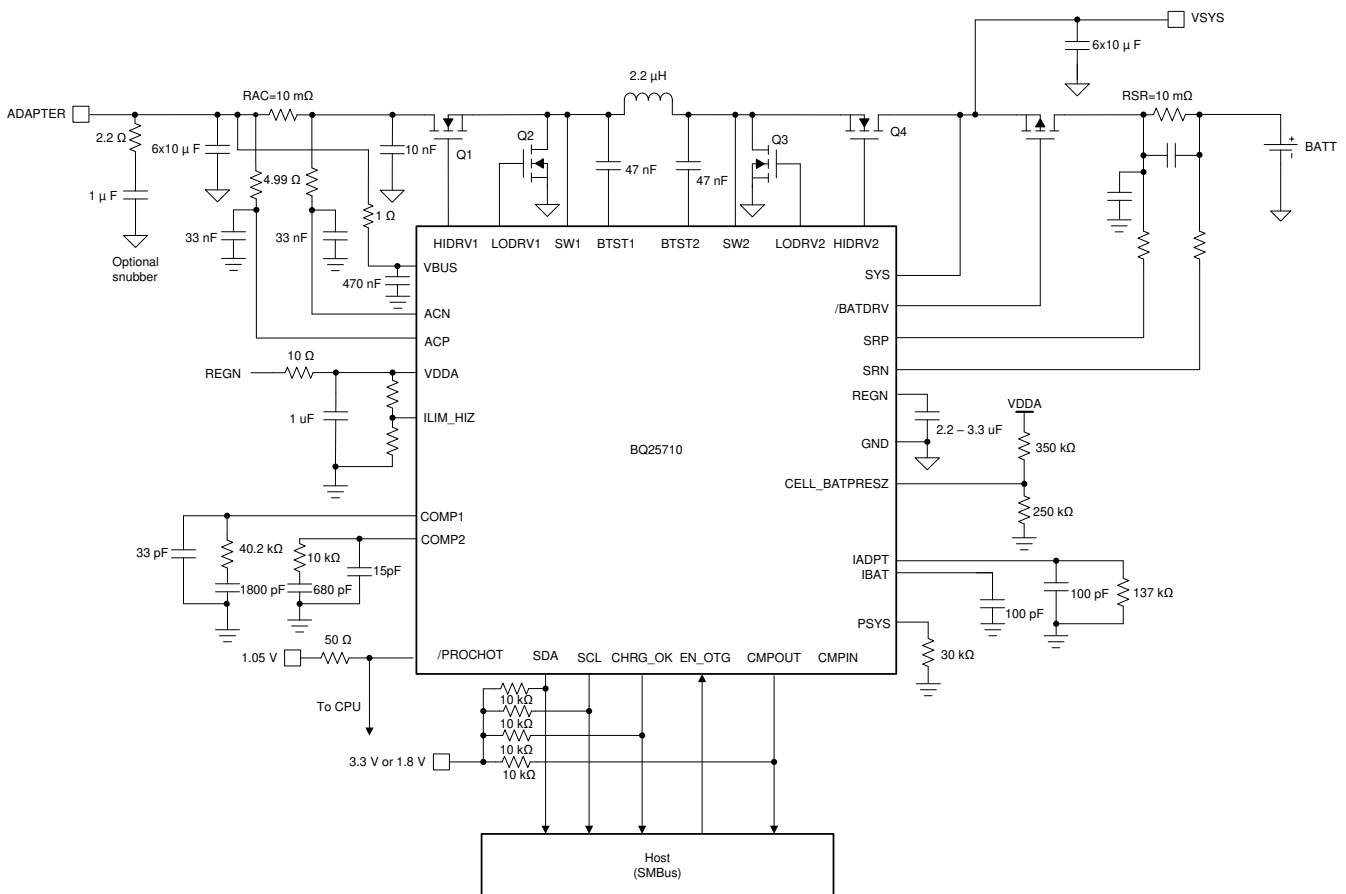 VSYS
6x10 µ F
2.2 µH
ADAPTER
RAC=10 mΩ
RSR=10 mΩ
2.2 Ω
6x10 µ F
10 nF
Q1
Q2
Q3
Q4
BATT
+
-
1 µ F
4.99 Ω
47 nF
47 nF
1 Ω
33 nF
33 nF
Optional
snubber
HIDRV1
LODRV1
SW1
BTST1
BTST2
SW2
LODRV2
HIDRV2
470 nF
VBUS
SYS
ACN
/BATDRV
ACP
SRP
10 Ω
REGN
VDDA
SRN
REGN
VDDA
1 uF
ILIM_HIZ
2.2 – 3.3 uF
GND
350 kΩ
BQ25710
CELL_BATPRESZ
250 kΩ
COMP1
COMP2
33 pF
40.2 kΩ
10 kΩ
15pF
1800 pF
680 pF
IADPT
IBAT
100 pF
100 pF
137 kΩ
PSYS
30 kΩ
50 Ω
1.05 V
/PROCHOT
SDA
SCL
CHRG_OK
EN_OTG
CMPOUT
CMPIN
To CPU
10 kΩ
10 kΩ
10 kΩ
10 kΩ
3.3 V or 1.8 V
Host
(SMBus)